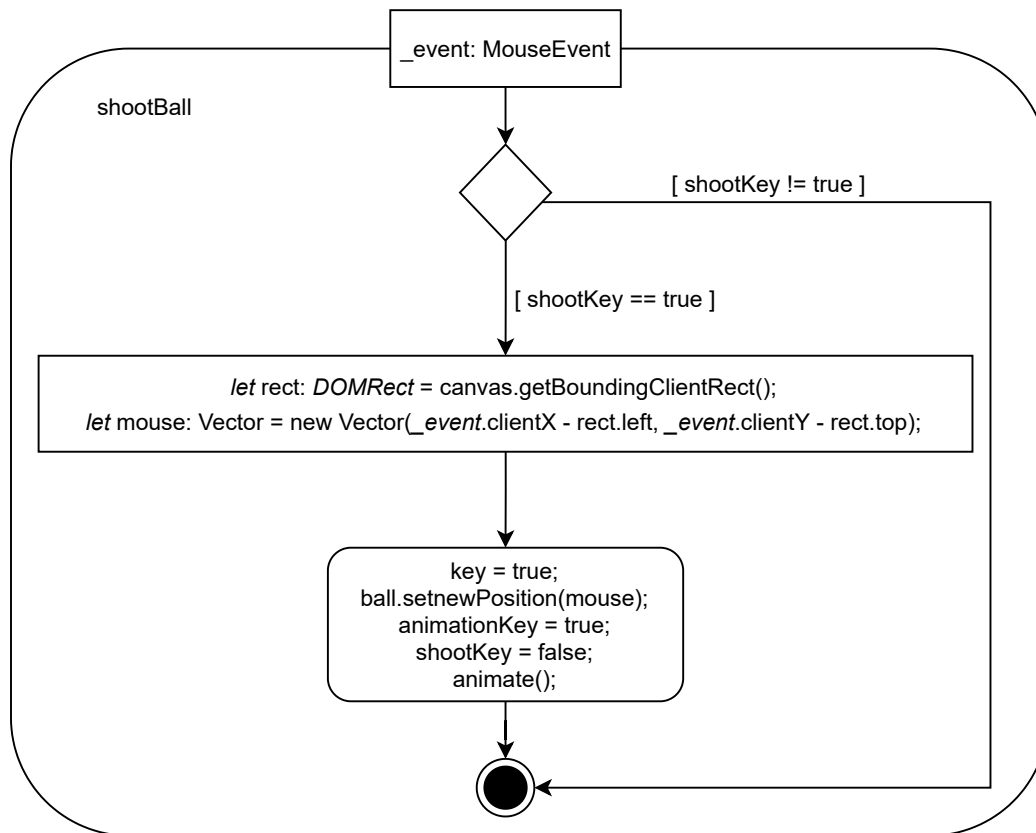 _event: MouseEvent
shootBall
[ shootKey != true ]
[ shootKey == true ]
let rect: DOMRect = canvas.getBoundingClientRect();
let mouse: Vector = new Vector(_event.clientX - rect.left, _event.clientY - rect.top);
key = true;
ball.setnewPosition(mouse);
animationKey = true;
shootKey = false;
animate();